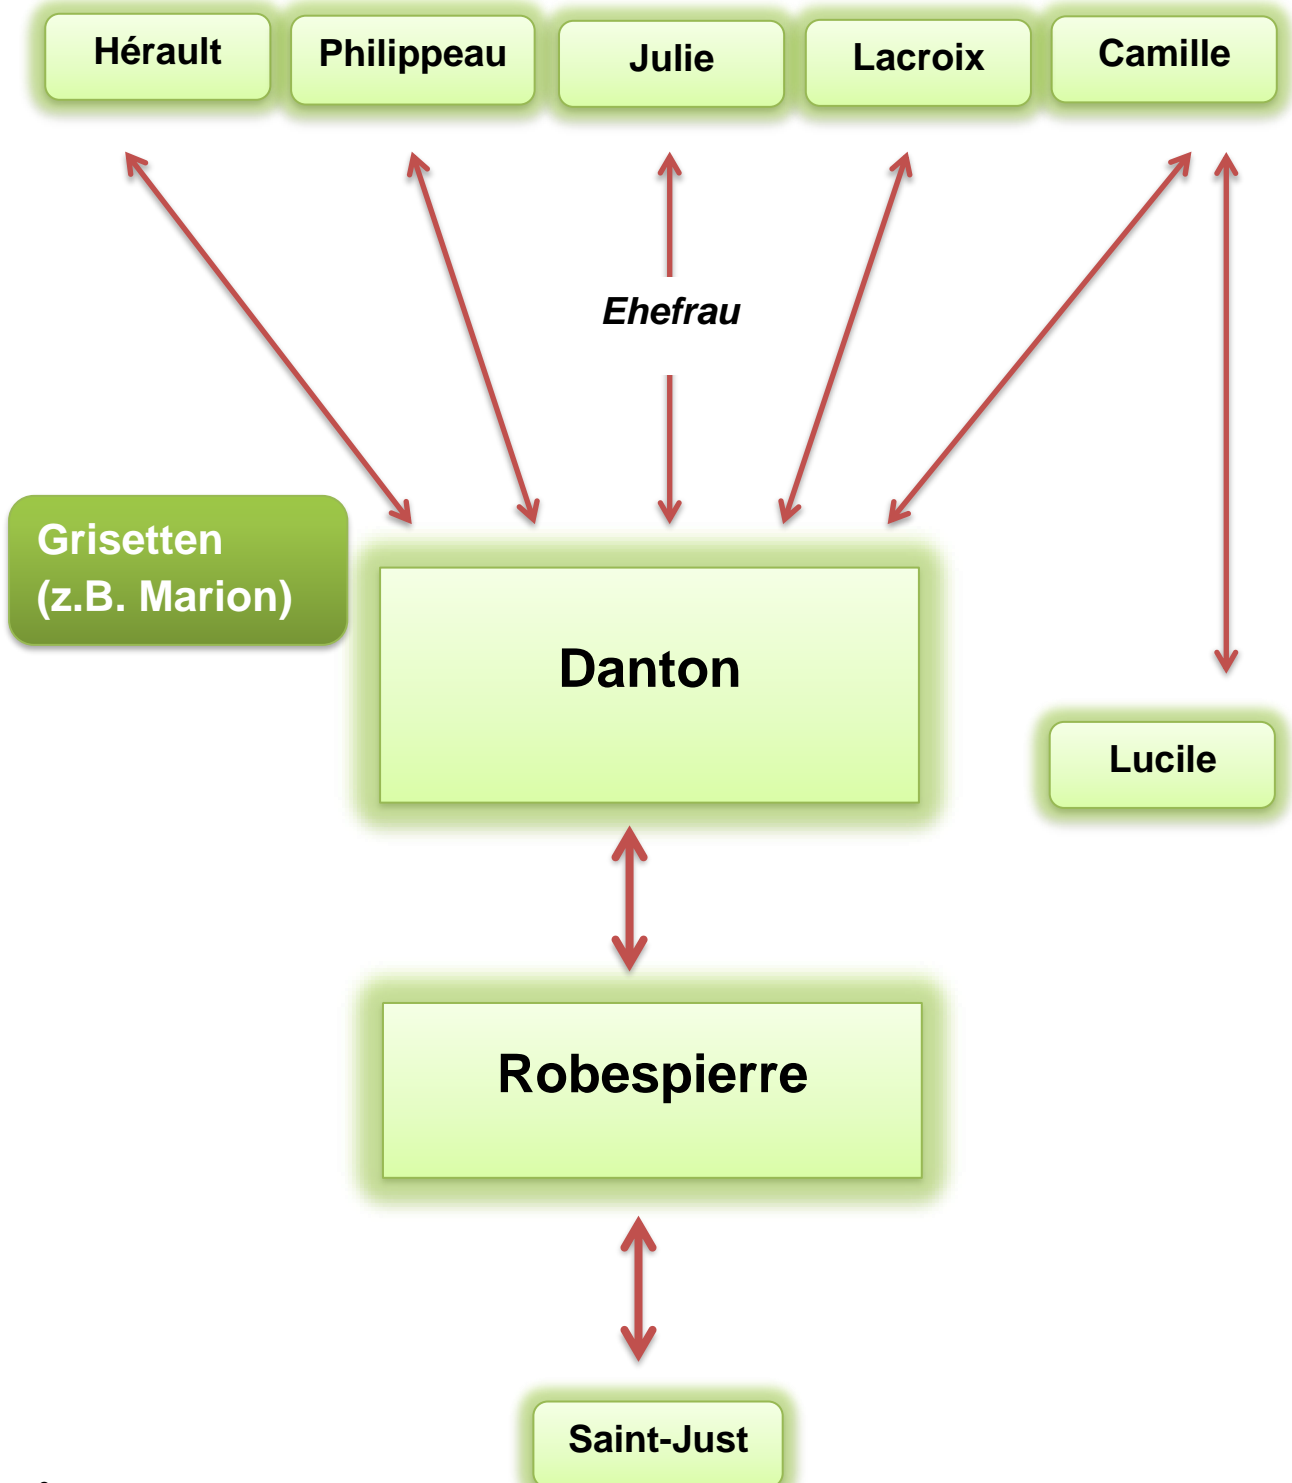 Hérault
Philippeau
Julie
Lacroix
Camille
Ehefrau
Grisetten
(z.B. Marion)
Danton
Lucile
Robespierre
Saint-Just